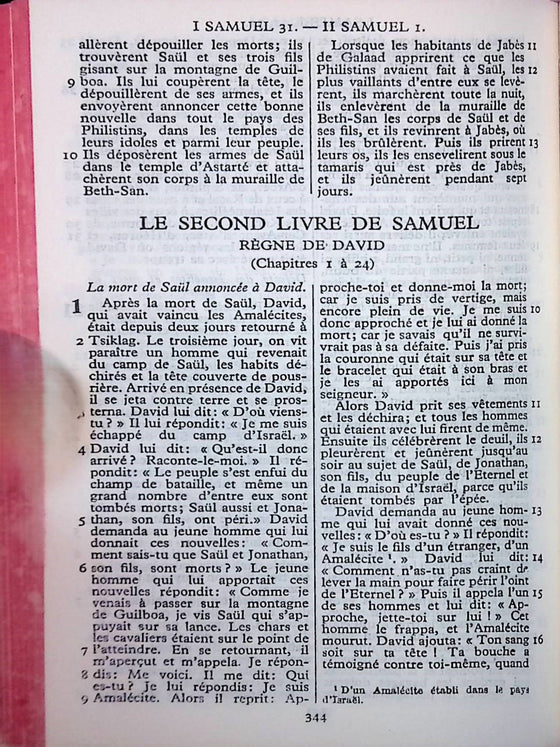 I SAMUEL 31. — II SAMUEL 1.
allèrent dépouiller les morts; ils
trouvèrent Saül et ses trois fils
gisant sur la montagne de Guil-
9 boa. Ils lui coupèrent la tête, le
dépouillèrent de ses armes, et ils
envoyèrent annoncer cette bonne
nouvelle dans tout le pays des
Philistins, dans les temples de
leurs idoles et parmi leur peuple.
10 Ils déposèrent les armes de Saül
dans le temple d'Astarté et atta-
chèrent son corps à la muraille de
Beth-San.
Lorsque les habitants de Jabès 11
de Galaad apprirent ce que les
Philistins avaient fait à Saül, les 12
plus vaillants d'entre eux se levè-
rent, ils marchèrent toute la nuit,
ils enlevèrent de la muraille de
Beth-San les corps de Saül et de
ses fils, et ils revinrent à Jabès, où
ils les brûlèrent. Puis ils prirent 13
leurs os, ils les ensevelirent sous le
tamaris qui est près de Jabès,
et ils jeûnèrent pendant sept
jours.
LE SECOND LIVRE DE SAMUEL
RÈGNE DE DAVID
(Chapitres 1 à 24)
La mort de Saül annoncée à David.
1 Après la mort de Saül, David,
qui avait vaincu les Amalécites,
était depuis deux jours retourné à
2 Tsiklag. Le troisième jour, on vit
paraître un homme qui revenait
du camp de Saül, les habits dé-
chirés et la tête couverte de pous-
rière. Arrivé en présence de David,
il se jeta contre terre et se pros-
3 terna. David lui dit: « D'où viens-
tu ? » Il lui répondit: « Je me suis
échappé du camp d'Israël. »
4 David lui dit: « Qu'est-il donc
arrivé ? Raconte-le-moi. » Il ré-
pondit: « Le peuple s'est enfui du
champ de bataille, et même un
grand nombre d'entre eux sont
tombés morts; Saül aussi et Jona-
5 than, son fils, ont péri.» David
demanda au jeune homme qui lui
donnait ces nouvelles: « Com-
ment sais-tu que Saül et Jonathan,
6 son fils, sont morts ? » Le jeune
homme qui lui apportait ces
nouvelles répondit: « Comme je
venais à passer sur la montagne
de Guilboa, je vis Saül qui s'ap-
puyait sur sa lance. Les chars et
les cavaliers étaient sur le point de
7 l'atteindre. En se retournant, il
m'aperçut et m'appela. Je répon-
8 dis: Me voici. Il me dit: Qui
es-tu ? Je lui répondis: Je suis
9 Amalécite. Alors il reprit: Ap-
proche-toi et donne-moi la mort;
car je suis pris de vertige, mais
encore plein de vie. Je me suis 10
donc approché et je lui ai donné la
mort; car je savais qu'il ne survi-
vrait pas à sa défaite. Puis j'ai pris
la couronne qui était sur sa tête et
le bracelet qui était à son bras et
je les ai apportés ici à mon
seigneur. »
Alors David prit ses vêtements 11
et les déchira; et tous les hommes
qui étaient avec lui firent de même.
Ensuite ils célébrèrent le deuil, ils 12
pleurèrent et jeûnèrent jusqu'au
soir au sujet de Saül, de Jonathan,
son fils, du peuple de l'Eternel et
de la maison d'Israël, parce qu'ils
étaient tombés par l'épée.
David demanda au jeune hom- 13
me qui lui avait donné ces nou-
velles: « D'où es-tu ? » Il répondit:
« Je suis le fils d'un étranger, d'un
Amalécite ¹. » David lui dit: 14
« Comment n'as-tu pas craint de
lever la main pour faire périr l'oint
de l'Eternel ? » Puis il appela l'un 15
de ses hommes et lui dit: « Ap-
proche, jette-toi sur lui ! » Cet
homme le frappa, et l'Amalécite
mourut. David ajouta: « Ton sang 16
soit sur ta tête ! Ta bouche a
témoigné contre toi-même, quand
¹ D'un Amalécite établi dans le pays
d'Israël.
344